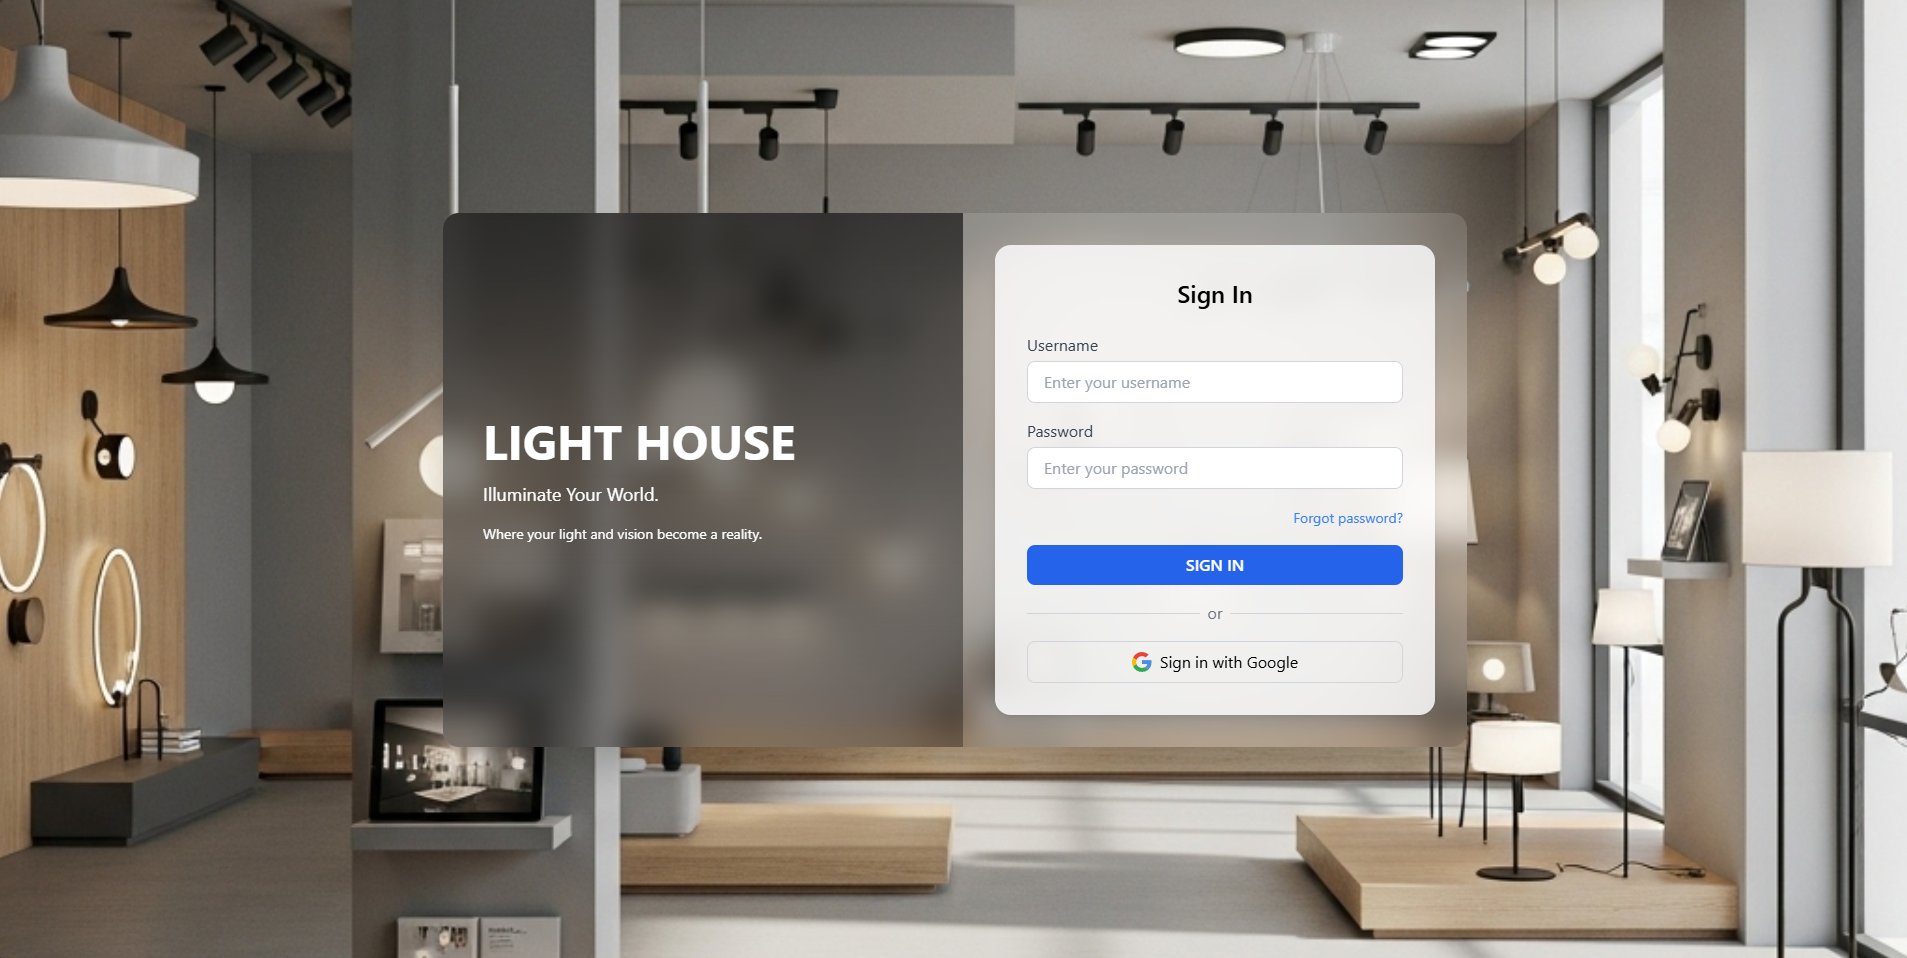 LIGHT HOUSE
Illuminate Your World.
Where your light and vision become a reality.
Sign In
Username
Enter your username
Password
Enter your password
Forgot password?
SIGN IN
or
Sign in with Google